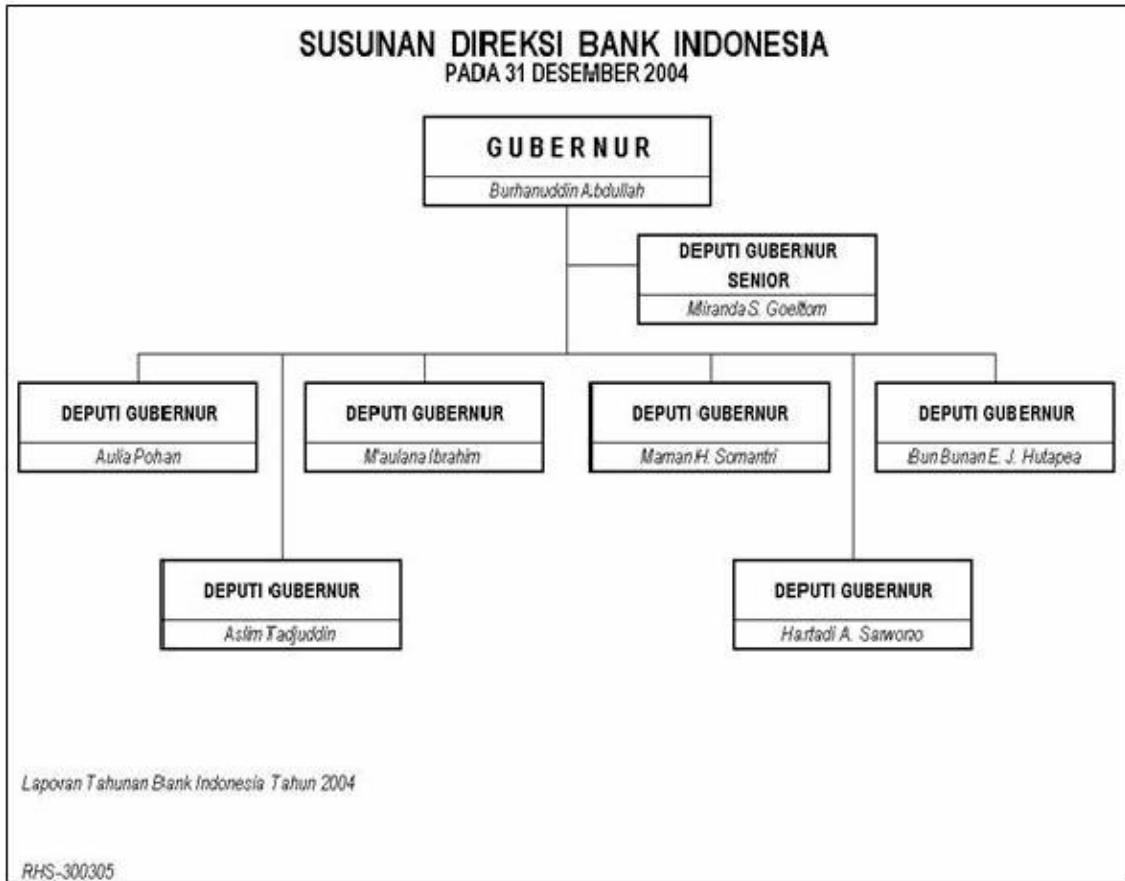 SUSUNAN DIREKSI BANK INDONESIA
PADA 31 DESEMBER 2004
GUBERNUR
Burhanuddin Abdullah
DEPUTI GUBERNUR
SENIOR
Miranda S. Goeltom
DEPUTI GUBERNUR
Aulia Pohan
DEPUTI GUBERNUR
Maulana Ibrahim
DEPUTI GUBERNUR
Maman H. Somantri
DEPUTI GUBERNUR
Bun Bunan E. J. Hutapea
DEPUTI GUBERNUR
Aslim Tadjuddin
DEPUTI GUBERNUR
Hartadi A. Sarwono
Laporan Tahunan Bank Indonesia Tahun 2004
RHS-300305